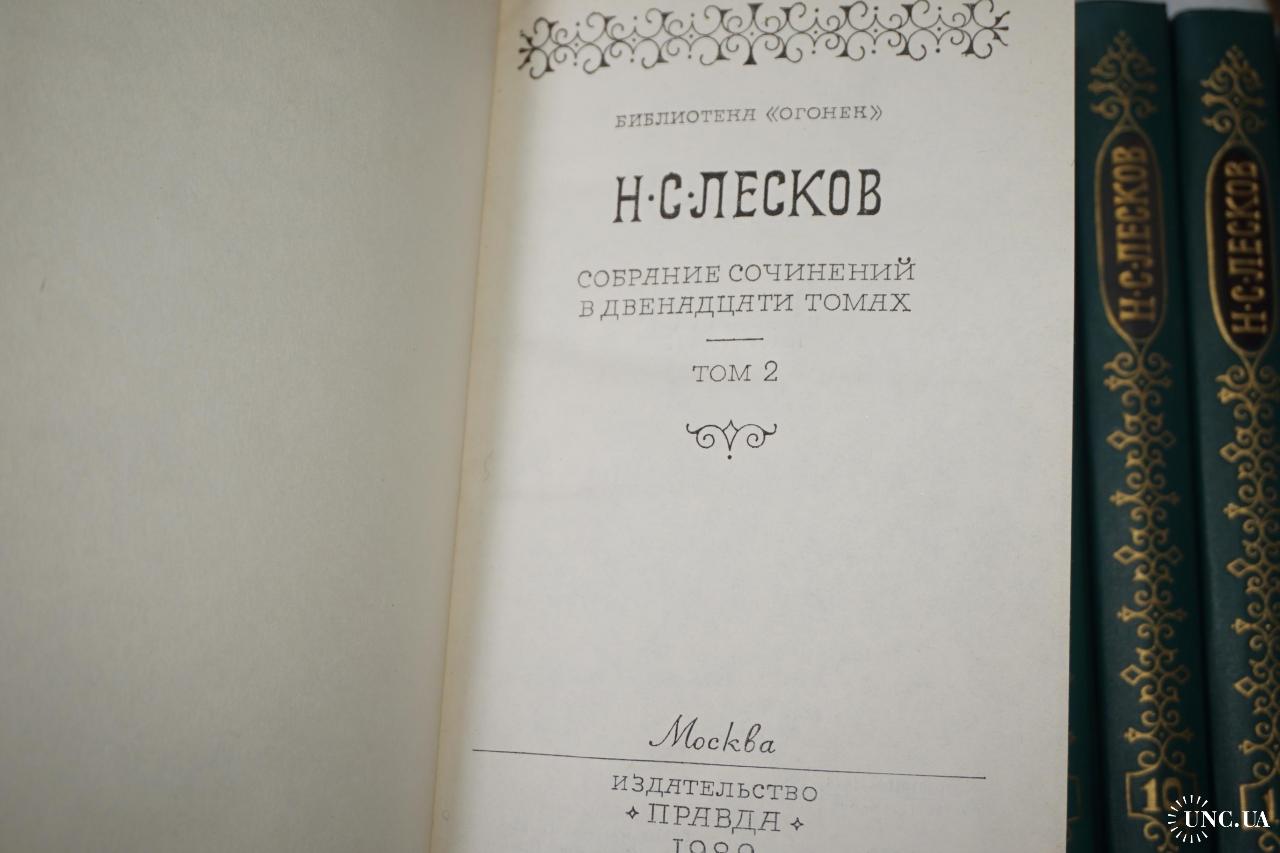 БИБЛИОТЕКА «ОГОНЕК»
Н·С·ЛЕСКОВ
СОБРАНИЕ СОЧИНЕНИЙ
В ДВЕНАДЦАТИ ТОМАХ
ТОМ 2
Москва
ИЗДАТЕЛЬСТВО
ПРАВДА
Н·С·ЛЕСКОВ
Н·С·ЛЕСКОВ
UNC.UA